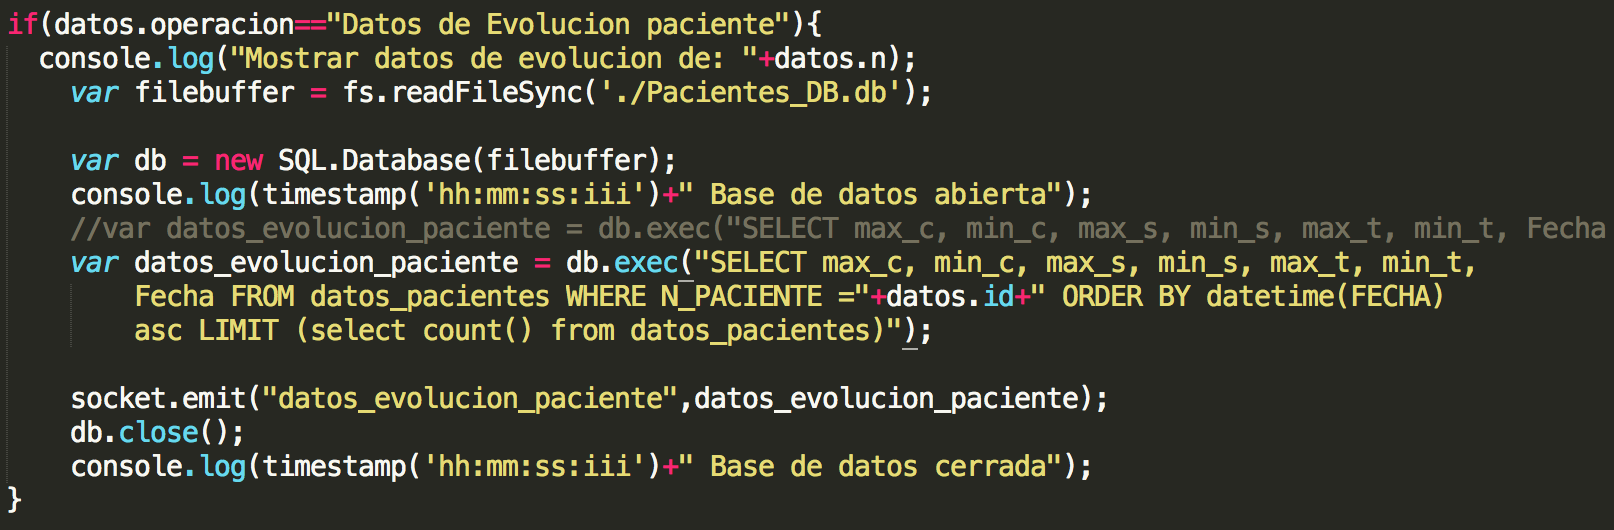 if(datos.operacion=="Datos de Evolucion paciente"){
console.log("Mostrar datos de evolucion de: "+datos.n);
var filebuffer = fs.readFileSync('./Pacientes_DB.db');
var db = new SQL.Database(filebuffer);
console.log(timestamp('hh:mm:ss:iii')+" Base de datos abierta");
//var datos_evolucion_paciente = db.exec("SELECT max_c, min_c, max_s, min_s, max_t, min_t, Fecha
var datos_evolucion_paciente = db.exec("SELECT max_c, min_c, max_s, min_s, max_t, min_t,
Fecha FROM datos_pacientes WHERE N_PACIENTE ="+datos.id+" ORDER BY datetime(FECHA)
asc LIMIT (select count() from datos_pacientes)");
socket.emit("datos_evolucion_paciente",datos_evolucion_paciente);
db.close();
console.log(timestamp('hh:mm:ss:iii')+" Base de datos cerrada");
}